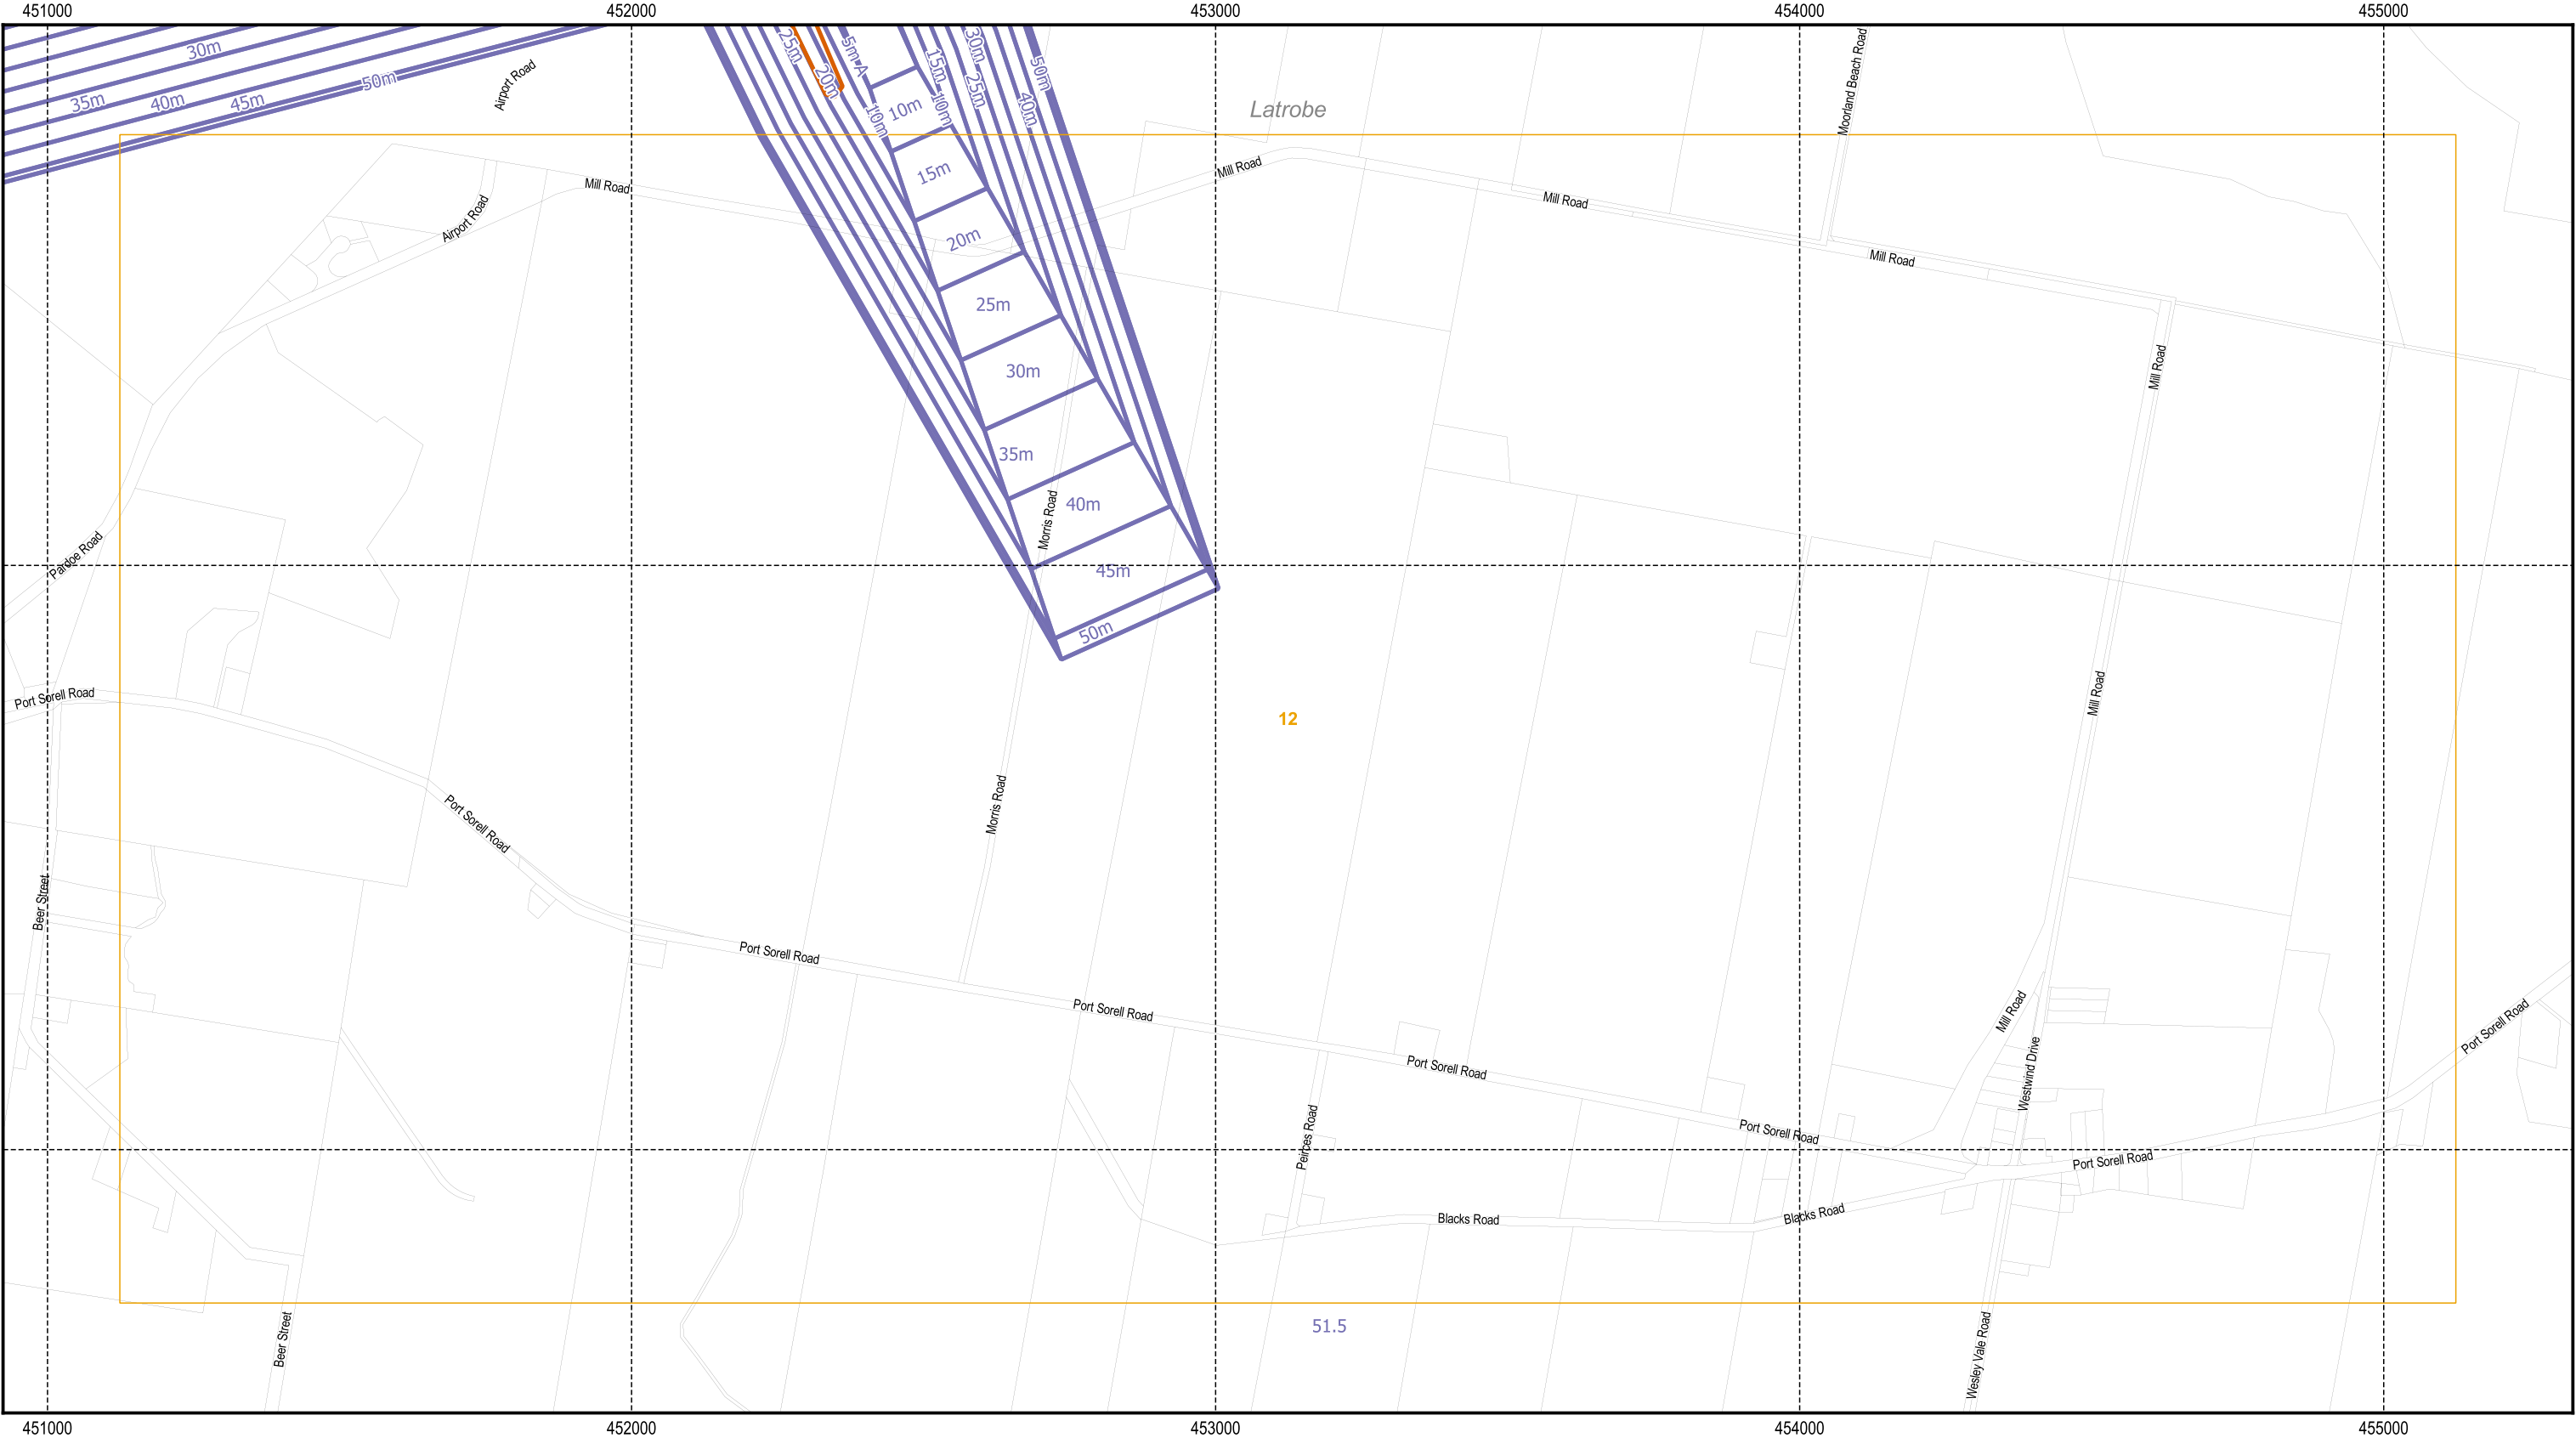 451000
452000
453000
454000
455000
30m
35m
40m
45m
50m
Airport Road
25m
20m
5m A
10m
10m
15m
10m
30m
25m
40m
50m
Latrobe
Moorland Beach Road
15m
20m
25m
30m
35m
40m
45m
50m
Mill Road
Mill Road
Mill Road
Mill Road
Airport Road
Mill Road
Pardoe Road
Morris Road
Port Sorell Road
Mill Road
12
Port Sorell Road
Morris Road
Beer Street
Port Sorell Road
Port Sorell Road
Mill Road
Port Sorell Road
Port Sorell Road
Westwind Drive
Peirces Road
Port Sorell Road
Port Sorell Road
Blacks Road
Blacks Road
Beer Street
51.5
Wesley Vale Road
451000
452000
453000
454000
455000